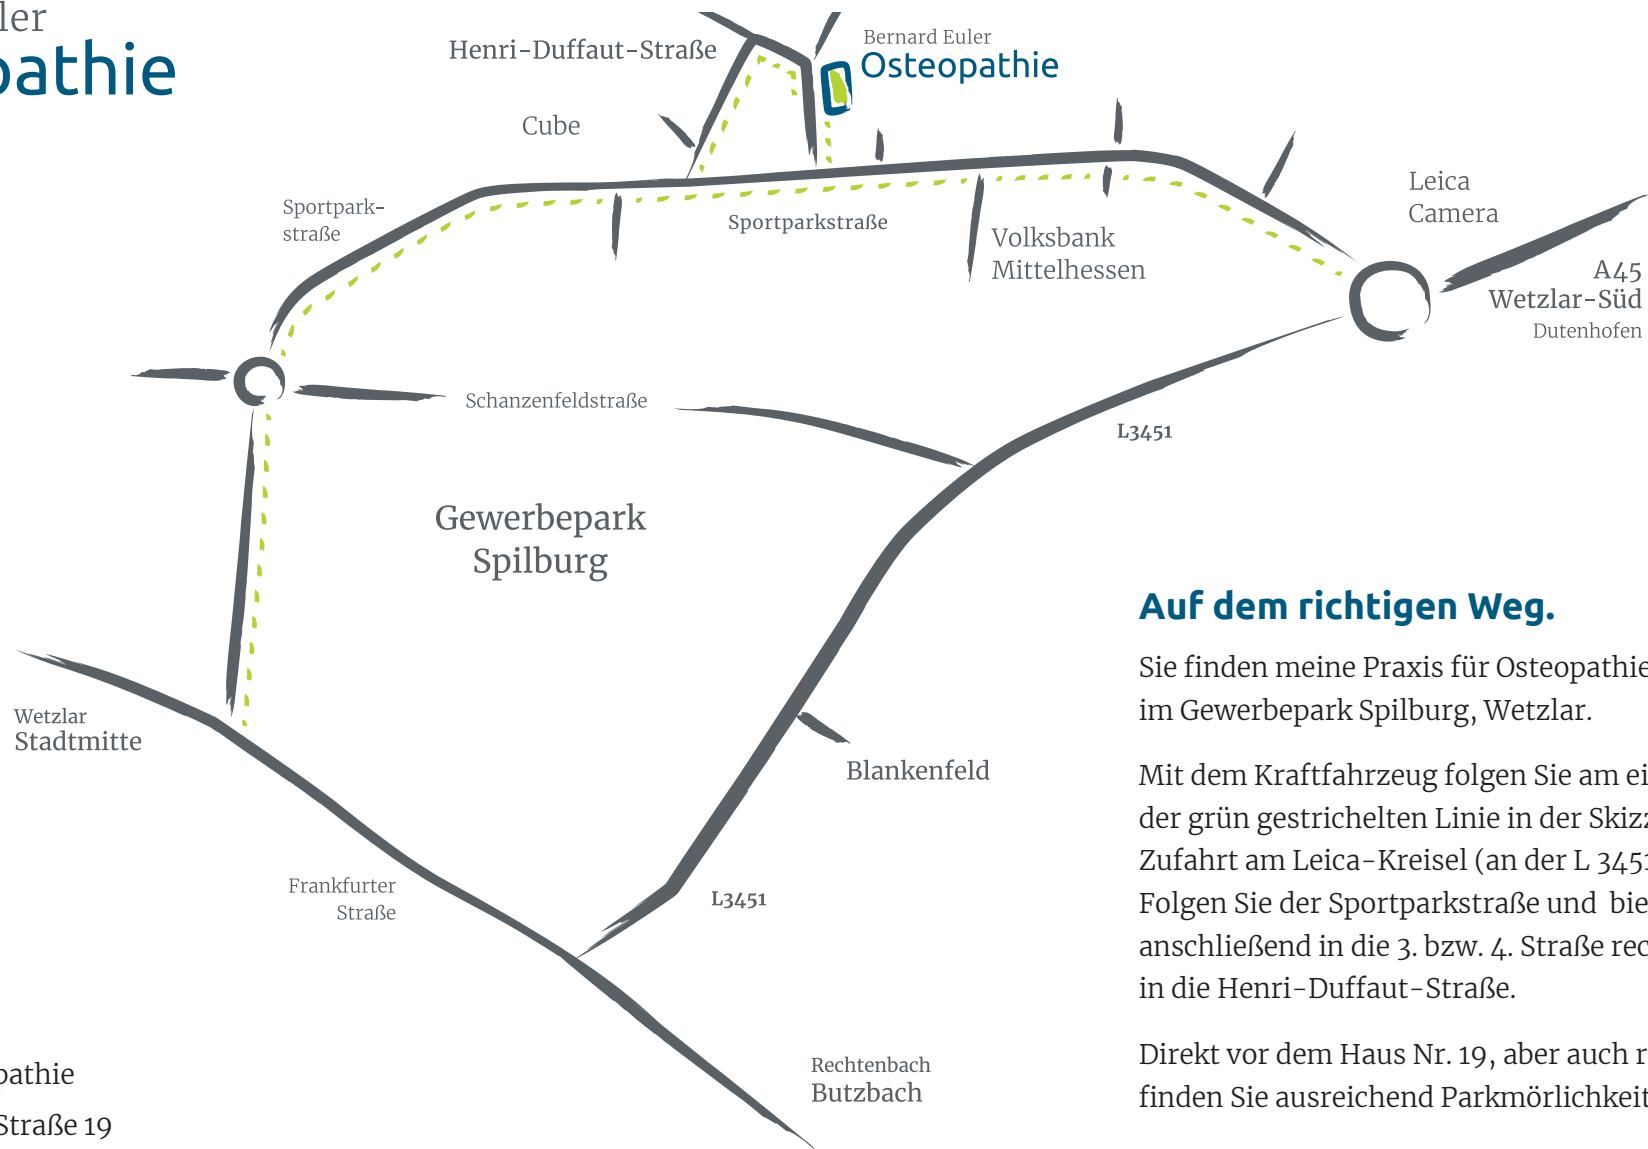 ler
pathie
Henri-Duffaut-Straße
Bernard Euler
Osteopathie
Cube
Sportpark-
straße
Sportparkstraße
Volksbank
Mittelhessen
Leica
Camera
A45
Wetzlar-Süd
Dutenhofen
Schanzenfeldstraße
L3451
Gewerbepark
Spilburg
Wetzlar
Stadtmitte
Blankenfeld
Frankfurter
Straße
L3451
Rechtenbach
Butzbach
Auf dem richtigen Weg.
Sie finden meine Praxis für Osteopathie
im Gewerbepark Spilburg, Wetzlar.
Mit dem Kraftfahrzeug folgen Sie am ei
der grün gestrichelten Linie in der Skizz
Zufahrt am Leica-Kreisel (an der L 3451
Folgen Sie der Sportparkstraße und bie
anschließend in die 3. bzw. 4. Straße rec
in die Henri-Duffaut-Straße.
Direkt vor dem Haus Nr. 19, aber auch r
finden Sie ausreichend Parkmörlichkeit
pathie
Straße 19